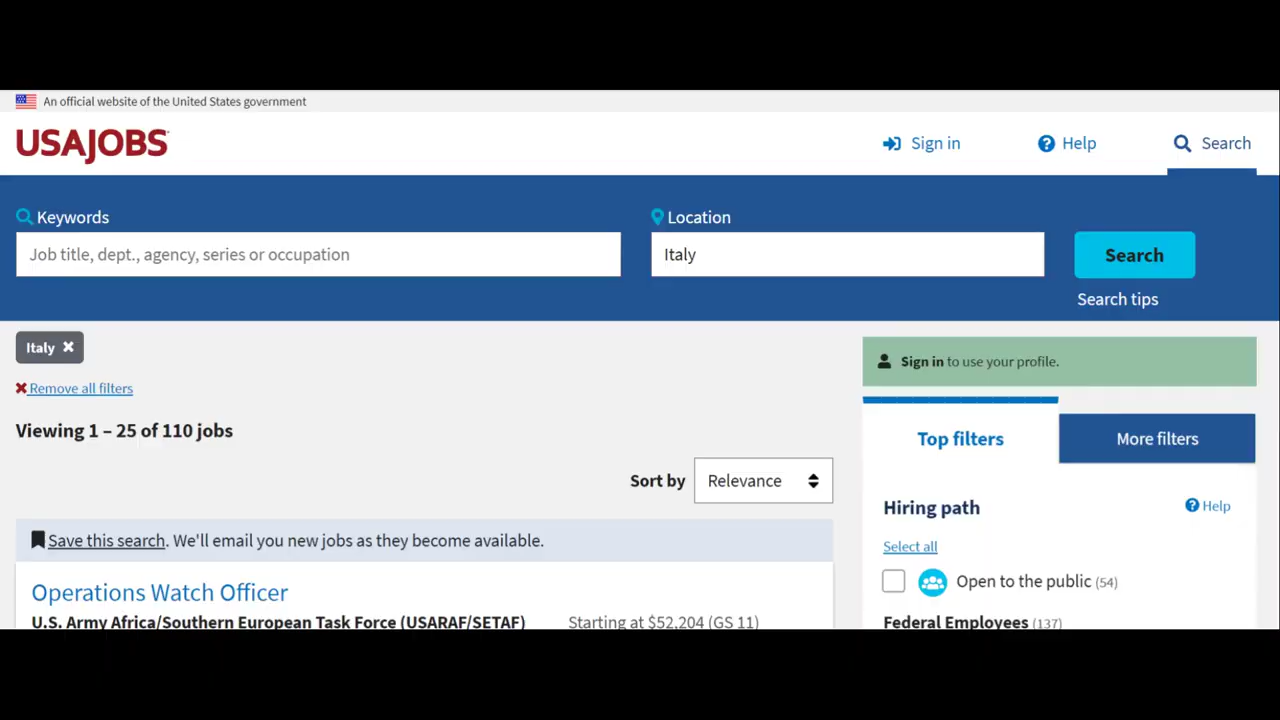 An official website of the United States government
USAJOBS
Sign in
Help
Search
Keywords
Location
Job title, dept., agency, series or occupation
Italy
Search
Search tips
Italy ✖
Remove all filters
Sign in to use your profile.
Viewing 1 – 25 of 110 jobs
Top filters
More filters
Sort by
Relevance
Hiring path
Help
Save this search. We'll email you new jobs as they become available.
Select all
Open to the public (54)
Operations Watch Officer
U.S. Army Africa/Southern European Task Force (USARAF/SETAF)
Starting at $52,204 (GS 11)
Federal Employees (137)